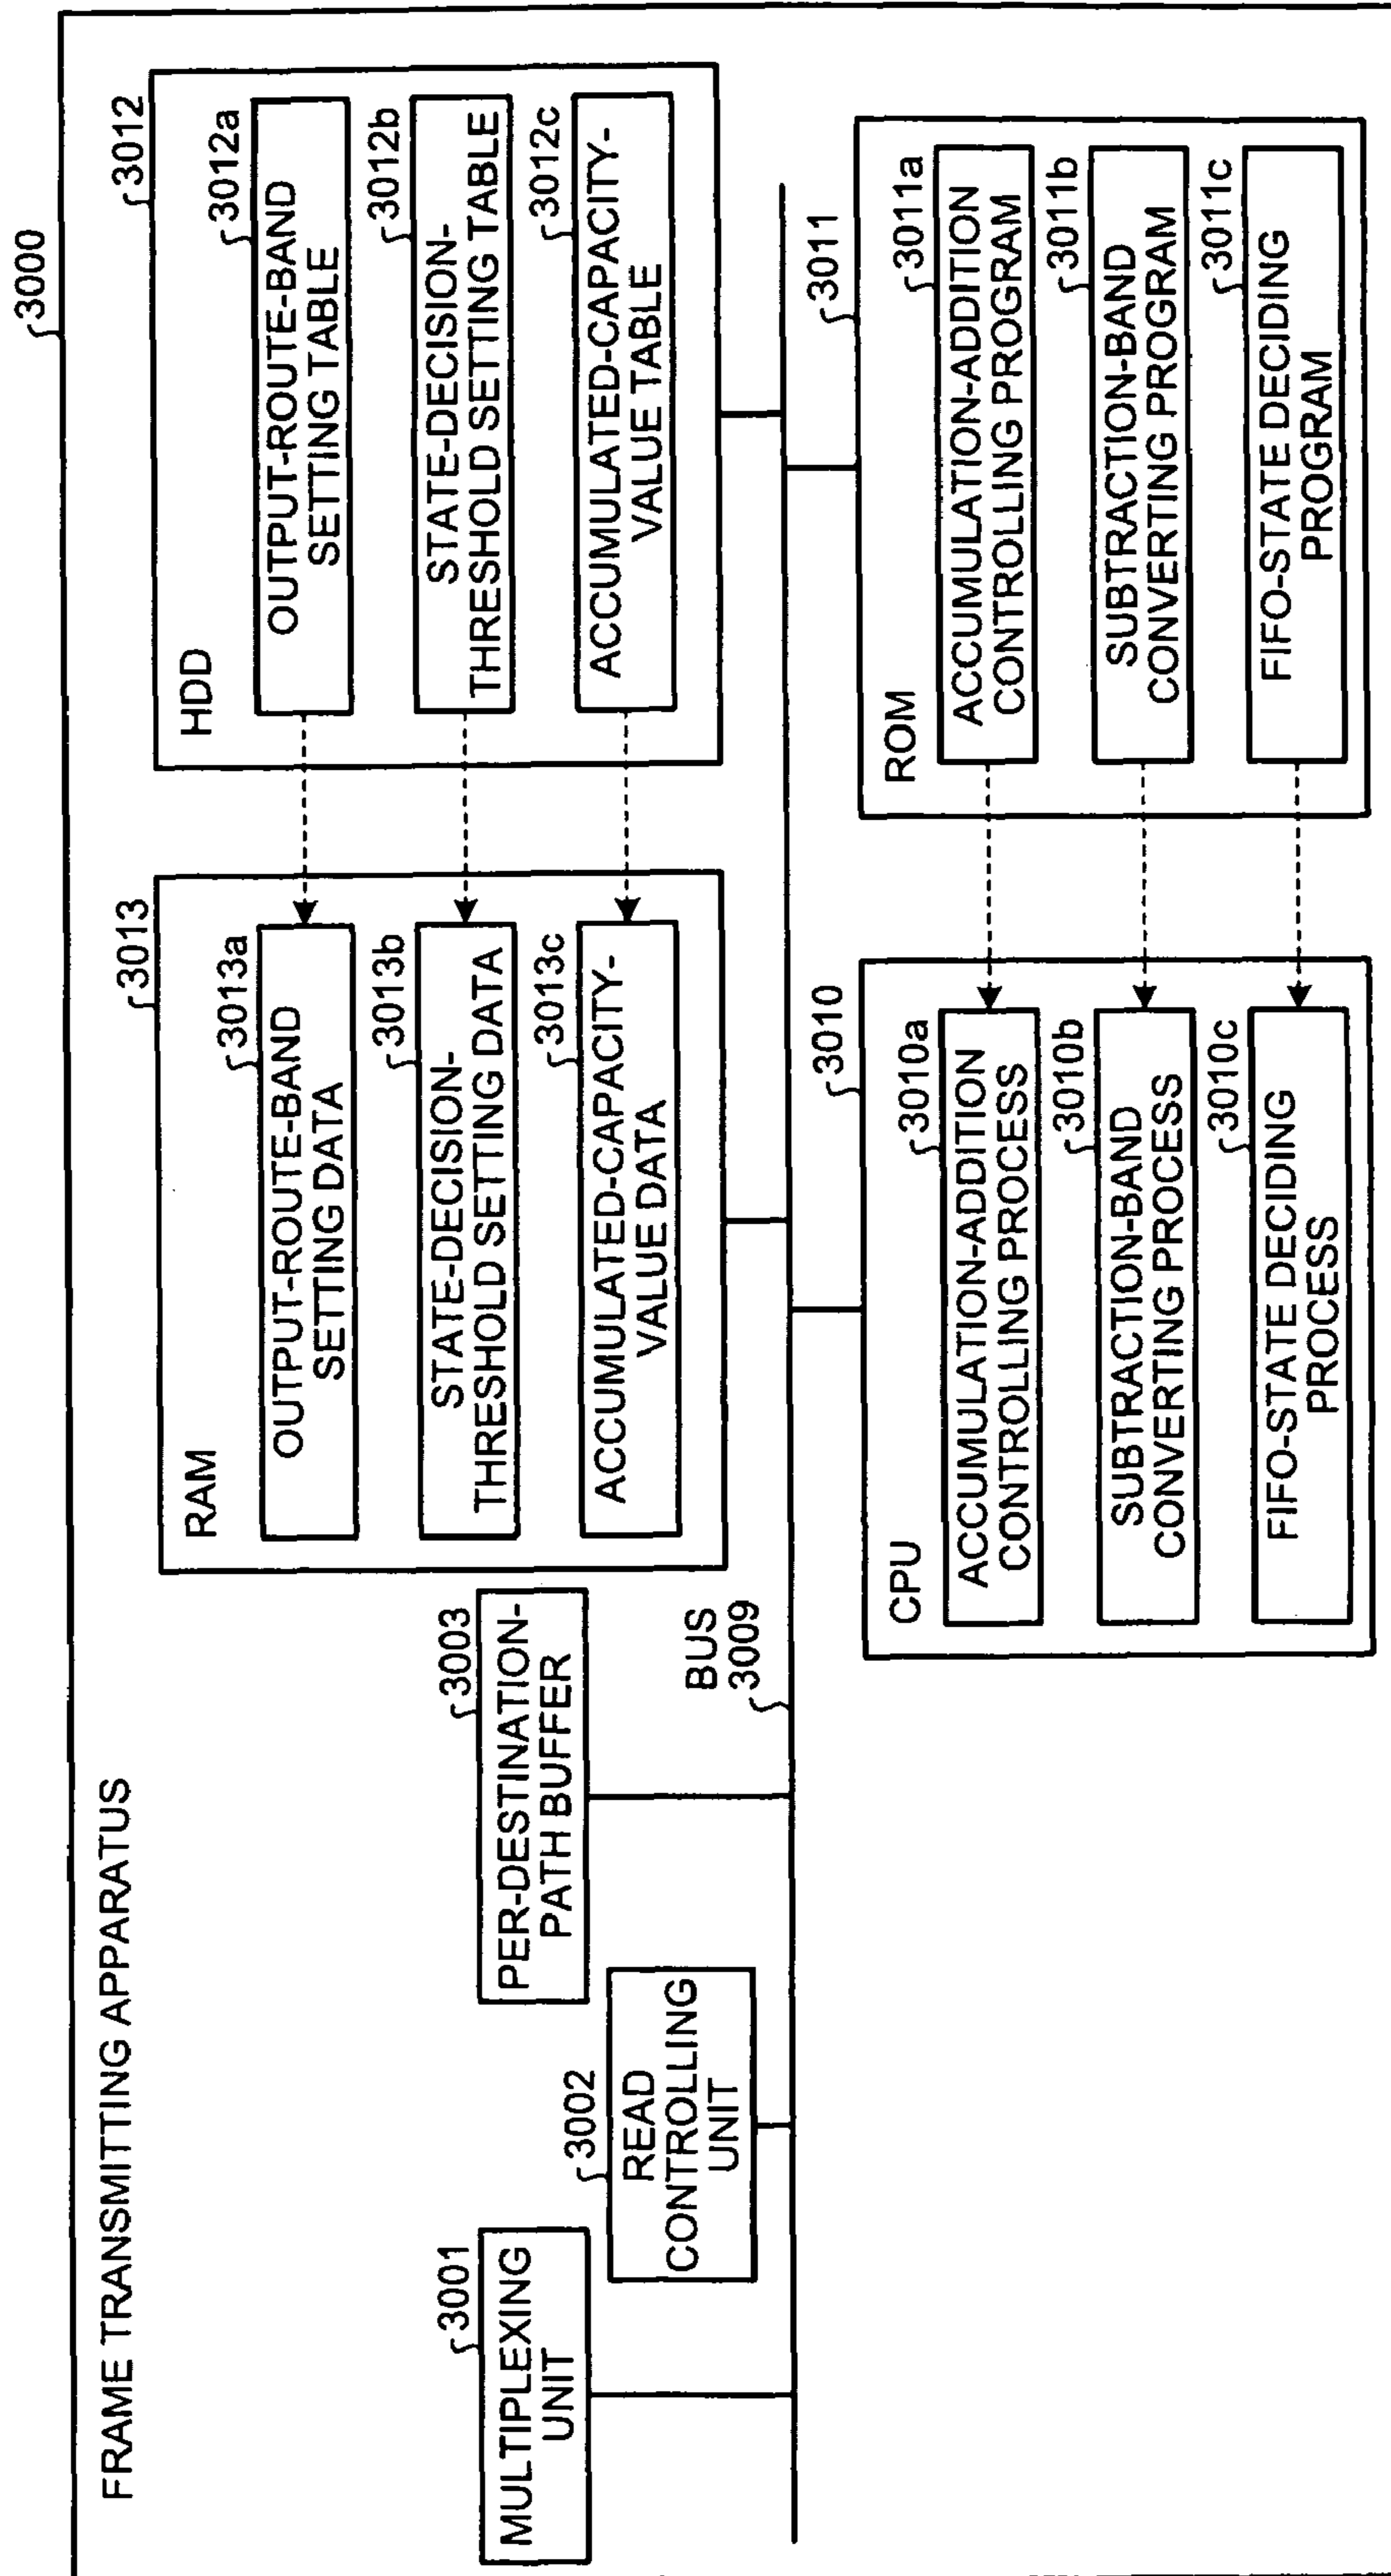 3000
FRAME TRANSMITTING APPARATUS
3001
MULTIPLEXING
UNIT
3002
READ
CONTROLLING
UNIT
3003
PER-DESTINATION-
PATH BUFFER
BUS
3009
3013
RAM
3013a
OUTPUT-ROUTE-BAND
SETTING DATA
3013b
STATE-DECISION-
THRESHOLD SETTING DATA
3013c
ACCUMULATED-CAPACITY-
VALUE DATA
3012
HDD
3012a
OUTPUT-ROUTE-BAND
SETTING TABLE
3012b
STATE-DECISION-
THRESHOLD SETTING TABLE
3012c
ACCUMULATED-CAPACITY-
VALUE TABLE
3010
CPU
3010a
ACCUMULATION-ADDITION
CONTROLLING PROCESS
3010b
SUBTRACTION-BAND
CONVERTING PROCESS
3010c
FIFO-STATE DECIDING
PROCESS
3011
ROM
3011a
ACCUMULATION-ADDITION
CONTROLLING PROGRAM
3011b
SUBTRACTION-BAND
CONVERTING PROGRAM
3011c
FIFO-STATE DECIDING
PROGRAM